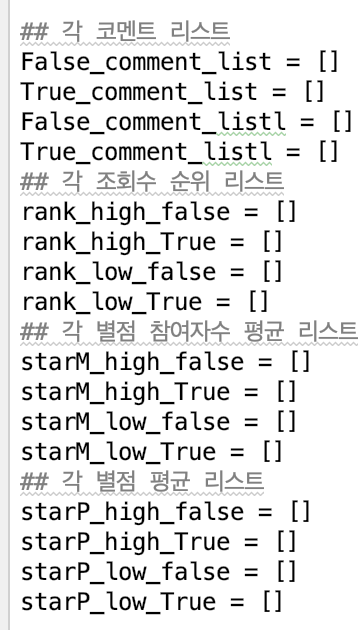 ## 각 코멘트 리스트
False_comment_list = []
True_comment_list = []
False_comment_listl = []
True_comment_listl = []
## 각 조회수 순위 리스트
rank_high_false = []
rank_high_True = []
rank_low_false = []
rank_low_True = []
## 각 별점 참여자수 평균 리스트
starM_high_false = []
starM_high_True = []
starM_low_false = []
starM_low_True = []
## 각 별점 평균 리스트
starP_high_false = []
starP_high_True = []
starP_low_false = []
starP_low_True = []